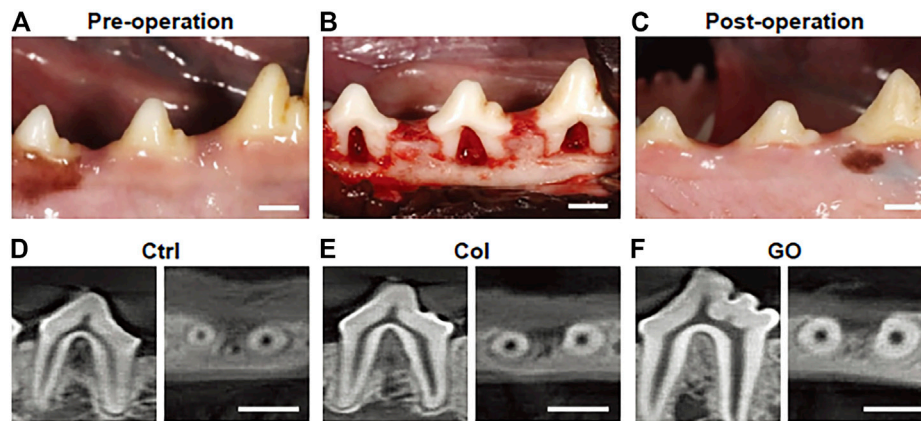 A Pre-operation
B
C Post-operation
D Ctrl
E Col
F GO